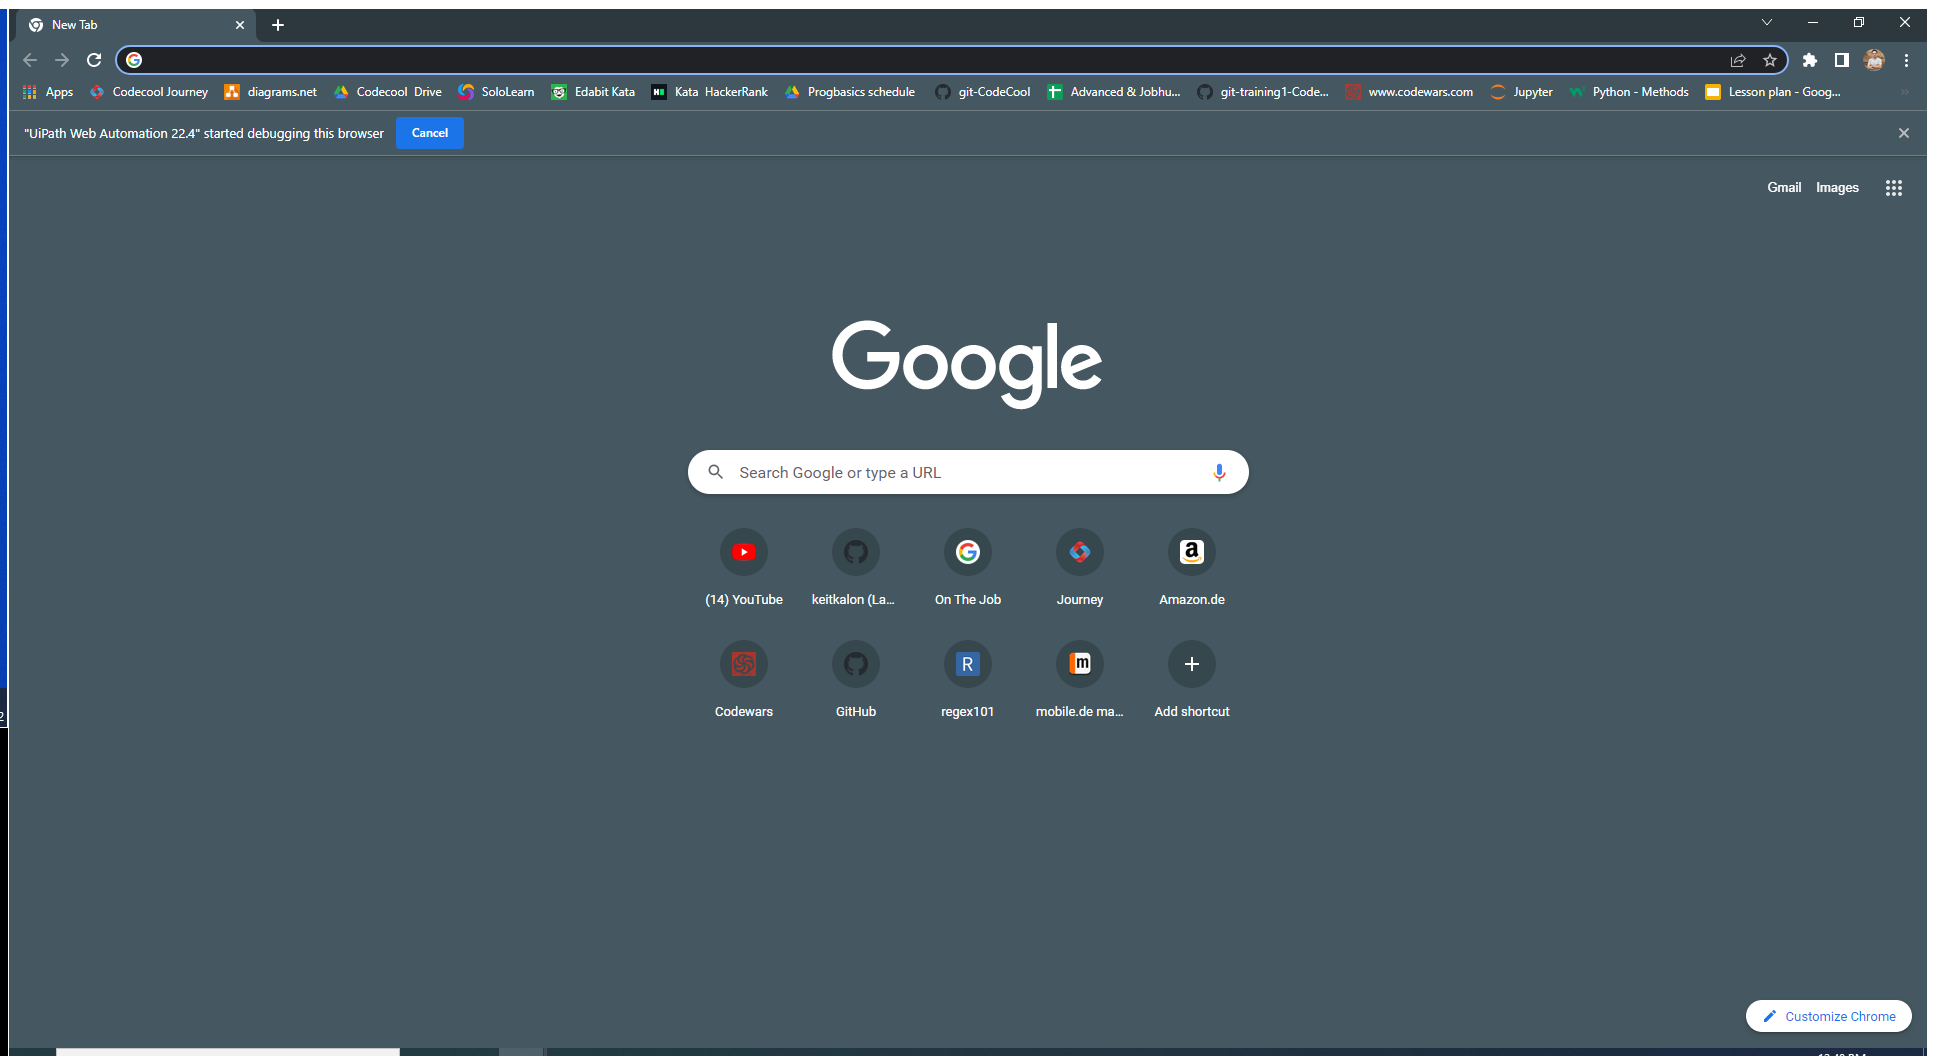 New Tab
Apps Codecool Journey diagrams.net Codecool Drive SoloLearn Edabit Kata Kata HackerRank Progbasics schedule git-CodeCool Advanced & Jobhu... git-training1-Code... www.codewars.com Jupyter Python - Methods Lesson plan - Goog...
"UiPath Web Automation 22.4" started debugging this browser Cancel
Gmail Images
Google
Search Google or type a URL
(14) YouTube keitkalon (La... On The Job Journey Amazon.de
Codewars GitHub regex101 mobile.de ma... Add shortcut
Customize Chrome